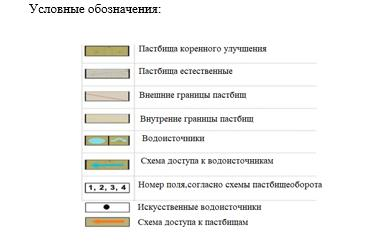 Условные обозначения:
Пастбища коренного улучшения
Пастбища естественные
Внешние границы пастбищ
Внутрение границы пастбищ
Водоисточники
Схема доступа к водоисточникам
1, 2, 3, 4 Номер поля,согласно схемы пастбищеоборота
Искусственные водоисточники
Схема доступа к пастбищам